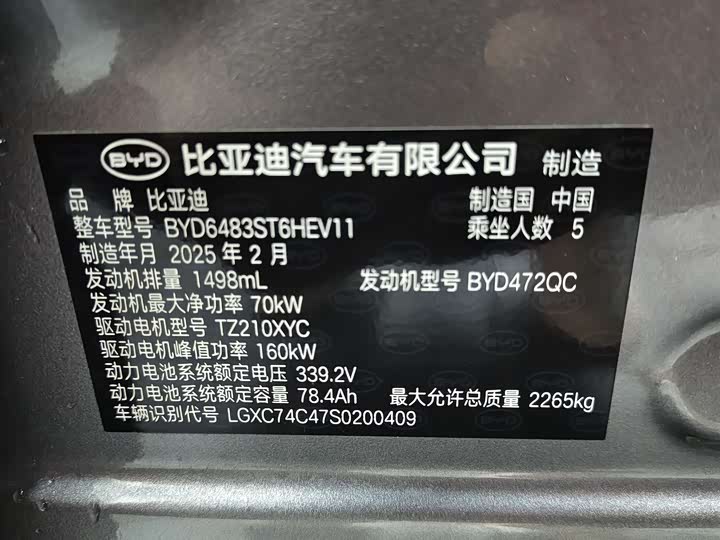 BYD 比亚迪汽车有限公司 制造
品 牌 比亚迪 制造国 中国
整车型号 BYD6483ST6HEV11 乘坐人数 5
制造年月 2025 年 2 月
发动机排量 1498mL 发动机型号 BYD472QC
发动机最大净功率 70kW
驱动电机型号 TZ210XYC
驱动电机峰值功率 160kW
动力电池系统额定电压 339.2V
动力电池系统额定容量 78.4Ah 最大允许总质量 2265kg
车辆识别代号 LGXC74C47S0200409